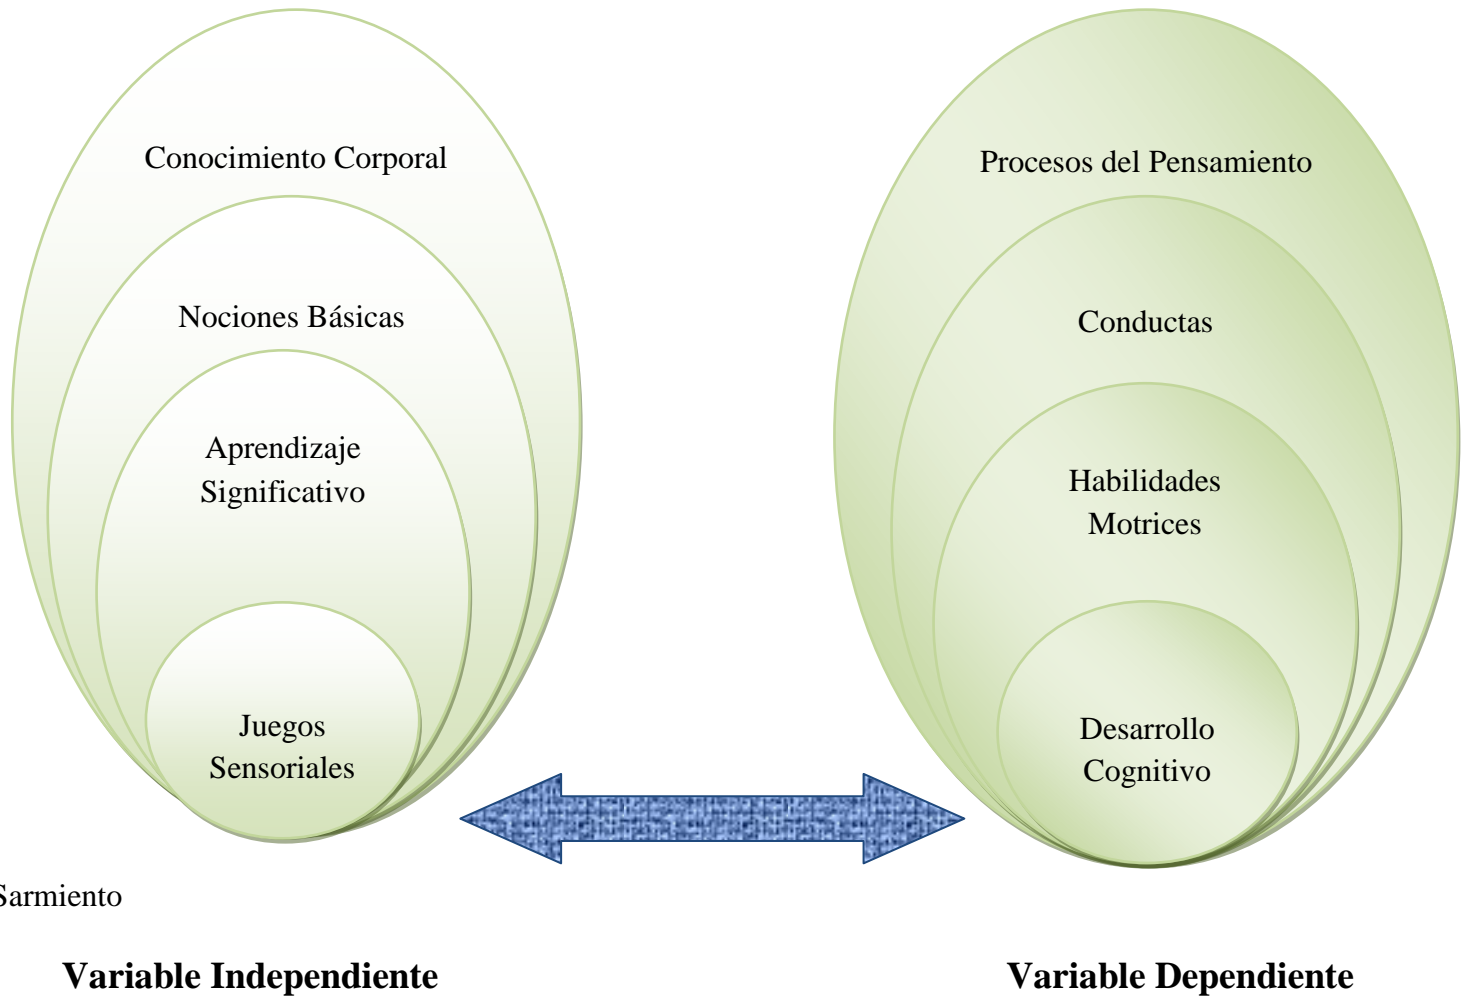 Conocimiento Corporal
Nociones Básicas
Aprendizaje
Significativo
Juegos
Sensoriales
Procesos del Pensamiento
Conductas
Habilidades
Motrices
Desarrollo
Cognitivo
Sarmiento
Variable Independiente
Variable Dependiente